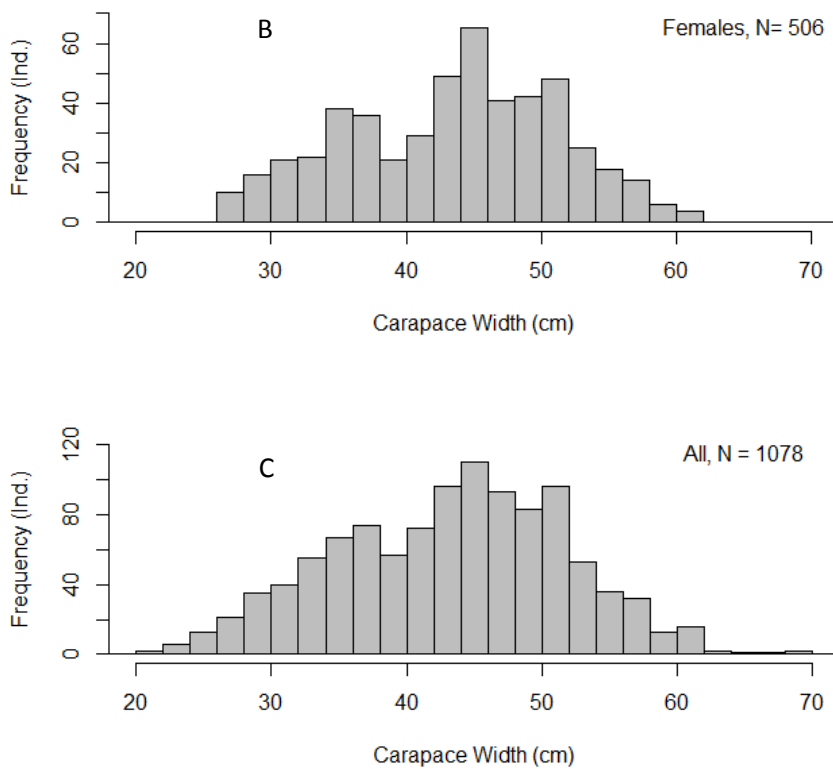 B
Females, N= 506
Frequency (Ind.)
60
40
20
0
20 30 40 50 60 70
Carapace Width (cm)
C
All, N = 1078
Frequency (Ind.)
120
80
40
0
20 30 40 50 60 70
Carapace Width (cm)